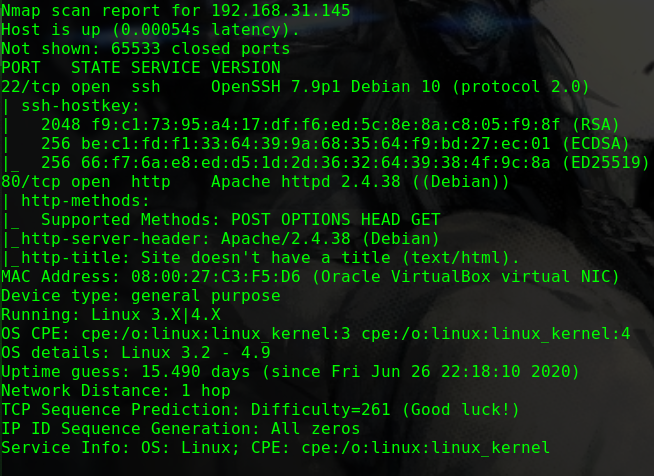 Nmap scan report for 192.168.31.145
Host is up (0.00054s latency).
Not shown: 65533 closed ports
PORT   STATE SERVICE VERSION
22/tcp open  ssh     OpenSSH 7.9p1 Debian 10 (protocol 2.0)
| ssh-hostkey:
|   2048 f9:c1:73:95:a4:17:df:f6:ed:5c:8e:8a:c8:05:f9:8f (RSA)
|   256 be:c1:fd:f1:33:64:39:9a:68:35:64:f9:bd:27:ec:01 (ECDSA)
|_  256 66:f7:6a:e8:ed:d5:1d:2d:36:32:64:39:38:4f:9c:8a (ED25519)
80/tcp open  http    Apache httpd 2.4.38 ((Debian))
| http-methods:
|_  Supported Methods: POST OPTIONS HEAD GET
|_http-server-header: Apache/2.4.38 (Debian)
|_http-title: Site doesn't have a title (text/html).
MAC Address: 08:00:27:C3:F5:D6 (Oracle VirtualBox virtual NIC)
Device type: general purpose
Running: Linux 3.X|4.X
OS CPE: cpe:/o:linux:linux_kernel:3 cpe:/o:linux:linux_kernel:4
OS details: Linux 3.2 - 4.9
Uptime guess: 15.490 days (since Fri Jun 26 22:18:10 2020)
Network Distance: 1 hop
TCP Sequence Prediction: Difficulty=261 (Good luck!)
IP ID Sequence Generation: All zeros
Service Info: OS: Linux; CPE: cpe:/o:linux:linux_kernel